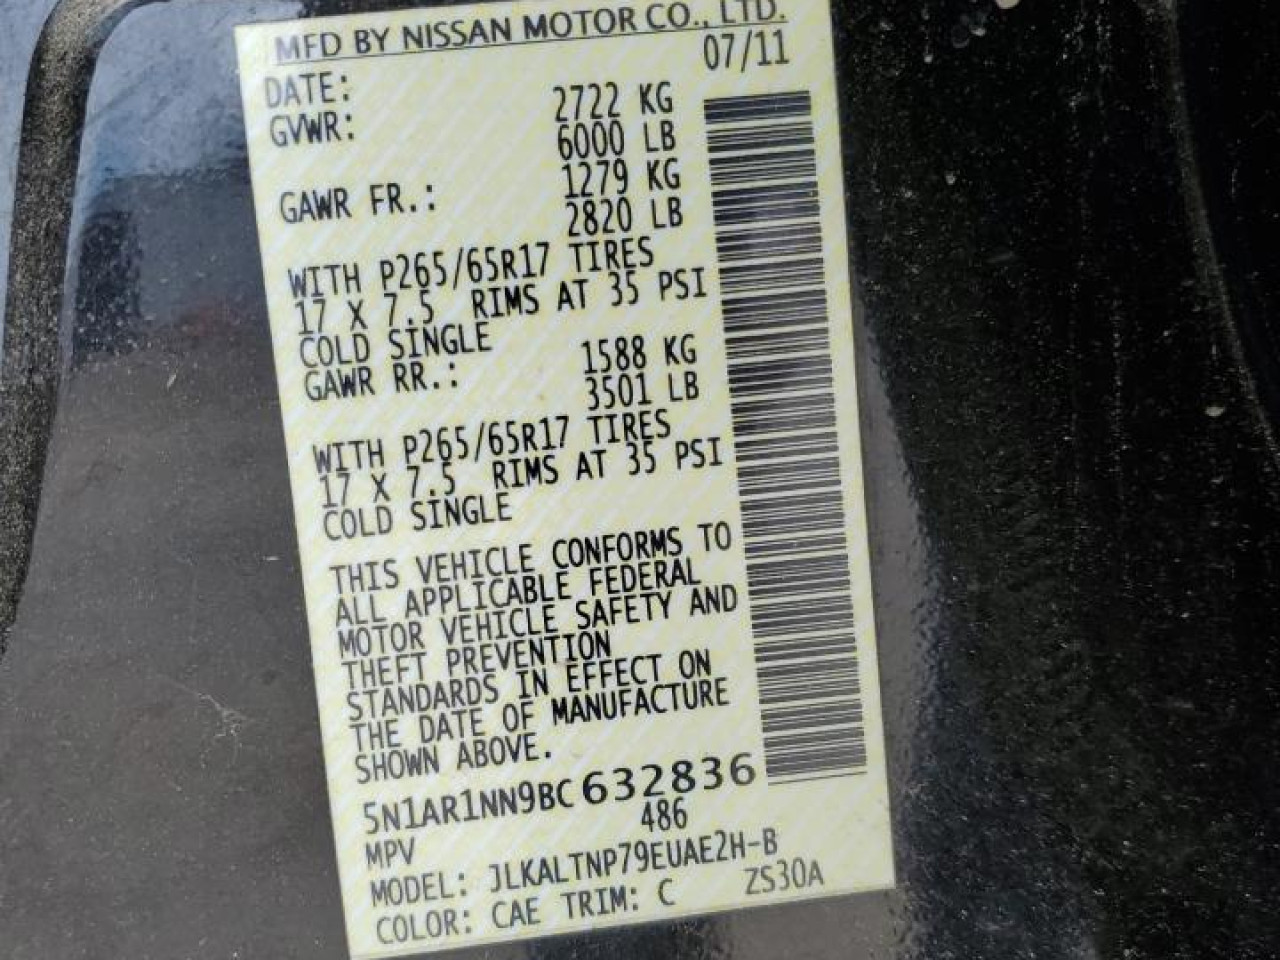 MFD BY NISSAN MOTOR CO., LTD.
DATE: 07/11
GVWR: 2722 KG
6000 LB
GAWR FR.: 1279 KG
2820 LB
WITH P265/65R17 TIRES
17 X 7.5 RIMS AT 35 PSI
COLD SINGLE
GAWR RR.: 1588 KG
3501 LB
WITH P265/65R17 TIRES
17 X 7.5 RIMS AT 35 PSI
COLD SINGLE
THIS VEHICLE CONFORMS TO
ALL APPLICABLE FEDERAL
MOTOR VEHICLE SAFETY AND
THEFT PREVENTION
STANDARDS IN EFFECT ON
THE DATE OF MANUFACTURE
SHOWN ABOVE.
5N1AR1NN9BC632836
MPV 486
MODEL: JLKALTNP79EUAE2H-B
COLOR: CAE TRIM: C ZS30A